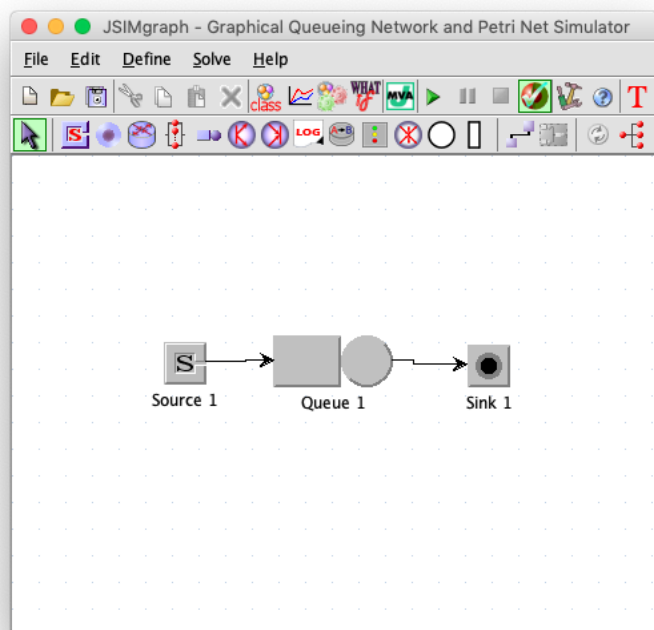 JSIMgraph - Graphical Queueing Network and Petri Net Simulator
File Edit Define Solve Help
class WHAT IF MVA T
S LOG A→B
S
Source 1 Queue 1 Sink 1